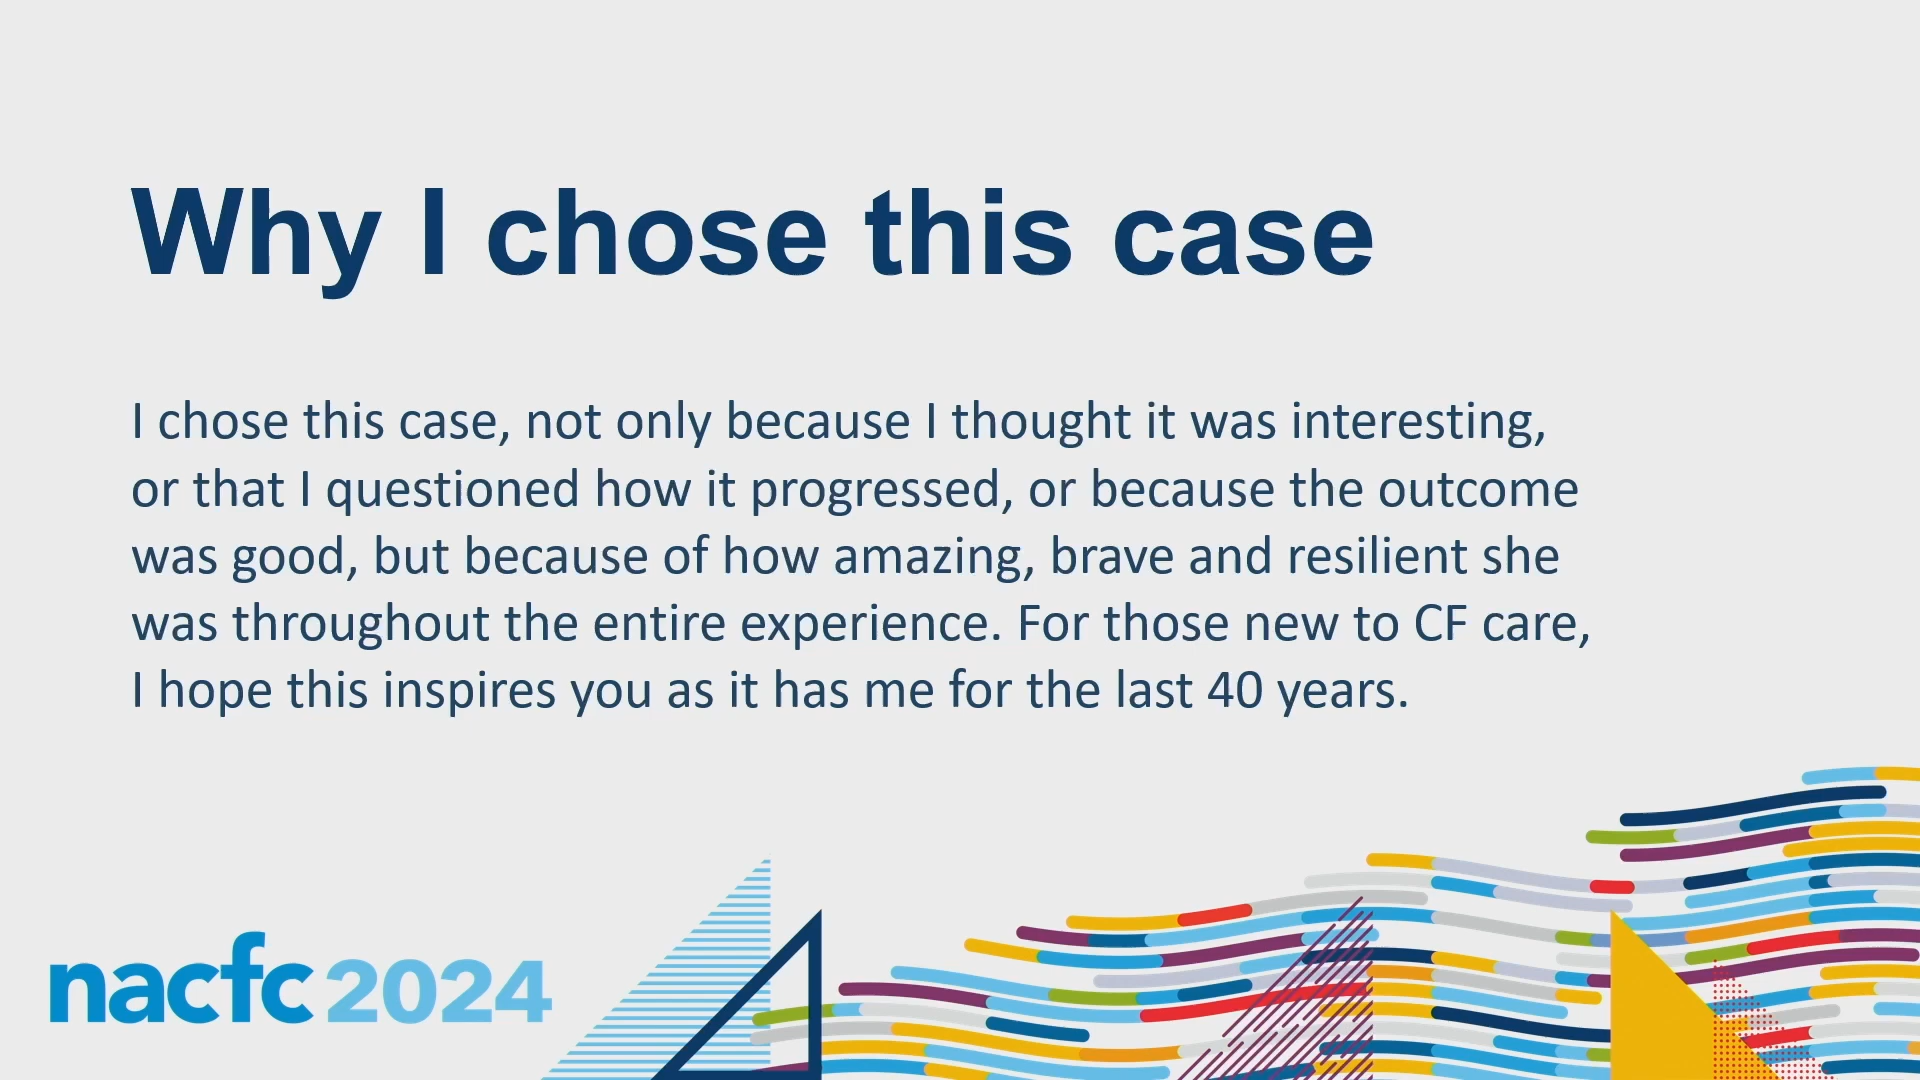 Why I chose this case
I chose this case, not only because I thought it was interesting,
or that I questioned how it progressed, or because the outcome
was good, but because of how amazing, brave and resilient she
was throughout the entire experience. For those new to CF care,
I hope this inspires you as it has me for the last 40 years.
nacfc 2024